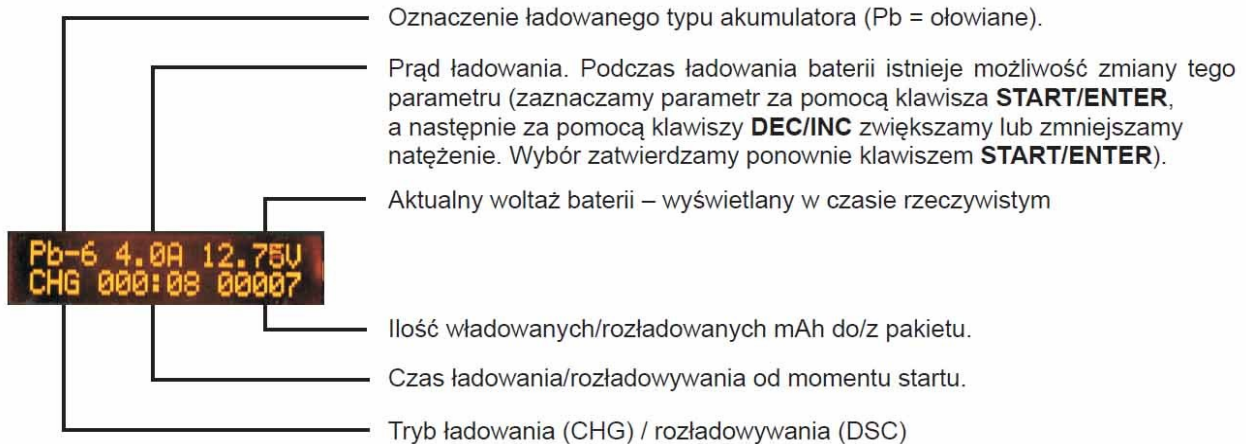 Oznaczenie ładowanego typu akumulatora (Pb = ołowiane).
Prąd ładowania. Podczas ładowania baterii istnieje możliwość zmiany tego
parametru (zaznaczamy parametr za pomocą klawisza START/ENTER,
a następnie za pomocą klawiszy DEC/INC zwiększamy lub zmniejszamy
natężenie. Wybór zatwierdzamy ponownie klawiszem START/ENTER).
Aktualny woltaż baterii – wyświetlany w czasie rzeczywistym
Pb-6 4.0A 12.75V
CHG 000:08 00007
Ilość władowanych/rozładowanych mAh do/z pakietu.
Czas ładowania/rozładowywania od momentu startu.
Tryb ładowania (CHG) / rozładowywania (DSC)